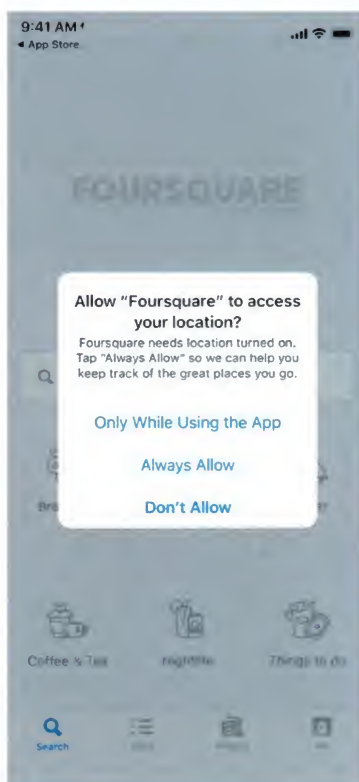 9:41 AM
◀ App Store
FOURSQUARE
Allow "Foursquare" to access
your location?
Foursquare needs location turned on.
Tap "Always Allow" so we can help you
keep track of the great places you go.
Only While Using the App
Always Allow
Don't Allow
Coffee & Tea
Nightlife
Things to do
Search